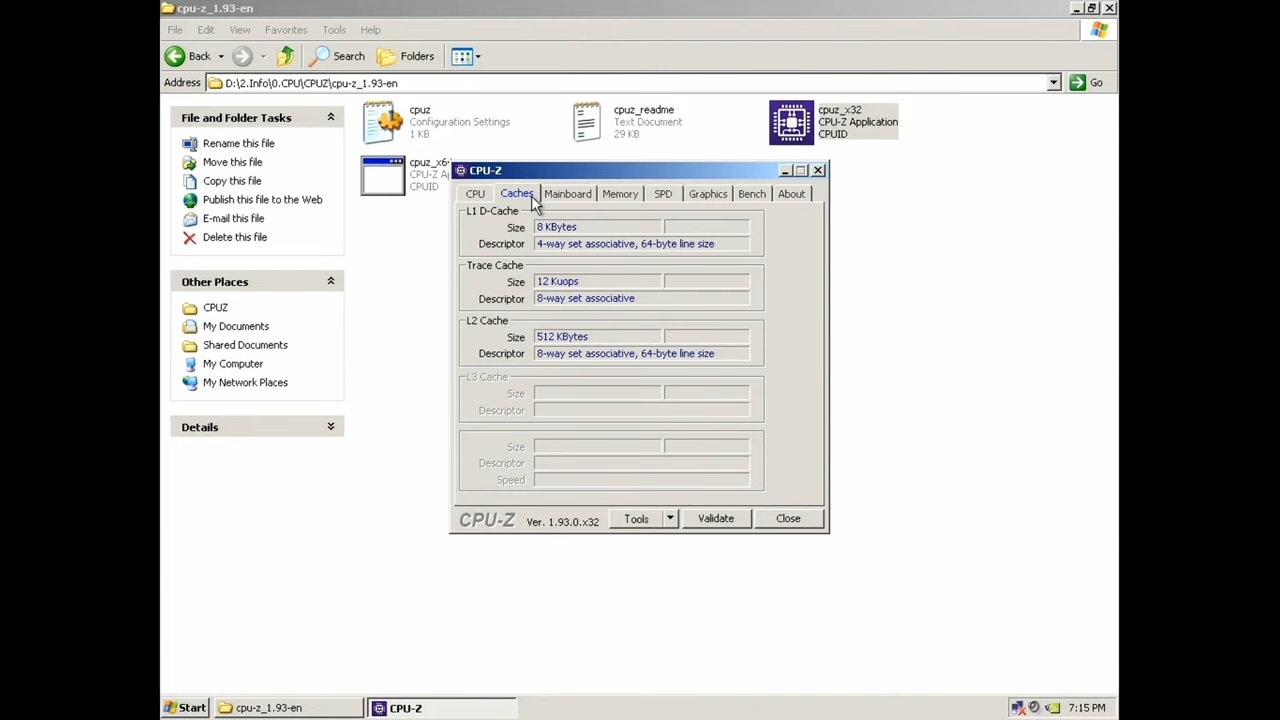 cpu-z_1.93-en
File Edit View Favorites Tools Help
Back Search Folders
Address D:\2.Info\0.CPU\CPUZ\cpu-z_1.93-en Go
File and Folder Tasks
Rename this file
Move this file
Copy this file
Publish this file to the Web
E-mail this file
Delete this file
Other Places
CPUZ
My Documents
Shared Documents
My Computer
My Network Places
Details
cpuz
Configuration Settings
1 KB
cpuz_readme
Text Document
29 KB
cpuz_x32
CPU-Z Application
CPUID
cpuz_x6
CPU-Z A
CPUID
CPU-Z
CPU Caches Mainboard Memory SPD Graphics Bench About
L1 D-Cache
Size 8 KBytes
Descriptor 4-way set associative, 64-byte line size
Trace Cache
Size 12 Kuops
Descriptor 8-way set associative
L2 Cache
Size 512 KBytes
Descriptor 8-way set associative, 64-byte line size
L3 Cache
Size
Descriptor
Size
Descriptor
Speed
CPU-Z Ver. 1.93.0.x32 Tools Validate Close
Start cpu-z_1.93-en CPU-Z 7:15 PM